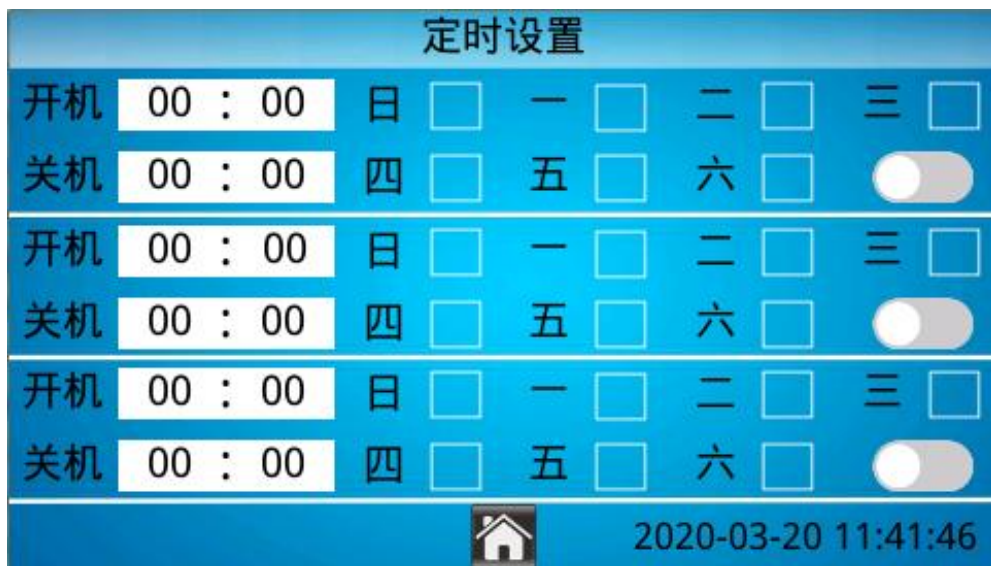 定时设置
开机 00 : 00 日 一 二 三
关机 00 : 00 四 五 六
开机 00 : 00 日 一 二 三
关机 00 : 00 四 五 六
开机 00 : 00 日 一 二 三
关机 00 : 00 四 五 六
2020-03-20 11:41:46